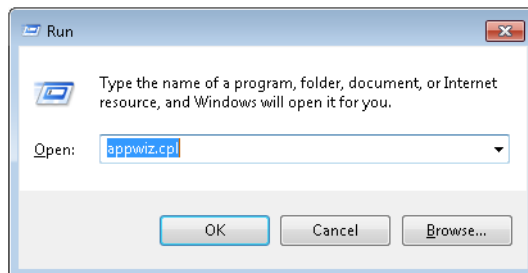 Run
Type the name of a program, folder, document, or Internet
resource, and Windows will open it for you.
Open: appwiz.cpl
OK Cancel Browse...